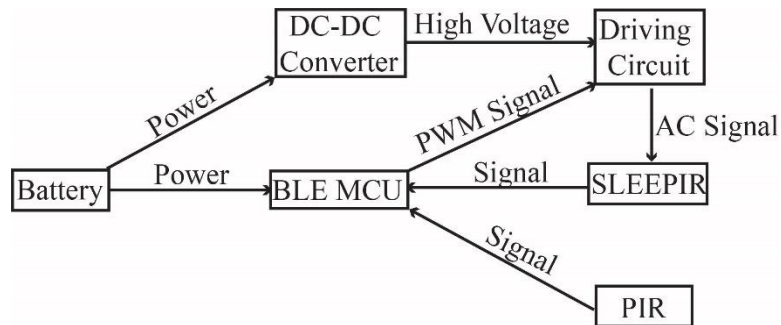 DC-DC
Converter
High Voltage
Driving
Circuit
Power
PWM Signal
AC Signal
Battery
Power
BLE MCU
Signal
SLEEPIR
Signal
PIR